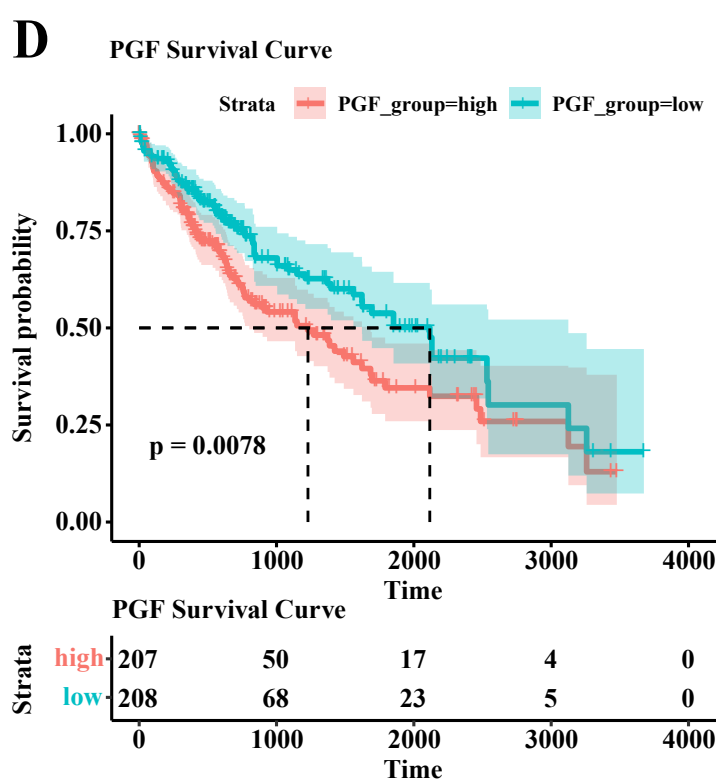 D
PGF Survival Curve
Strata PGF_group=high PGF_group=low
Survival probability
1.00
0.75
0.50
0.25
0.00
p = 0.0078
0 1000 2000 3000 4000
Time
PGF Survival Curve
Strata
high 207 50 17 4 0
low 208 68 23 5 0
0 1000 2000 3000 4000
Time